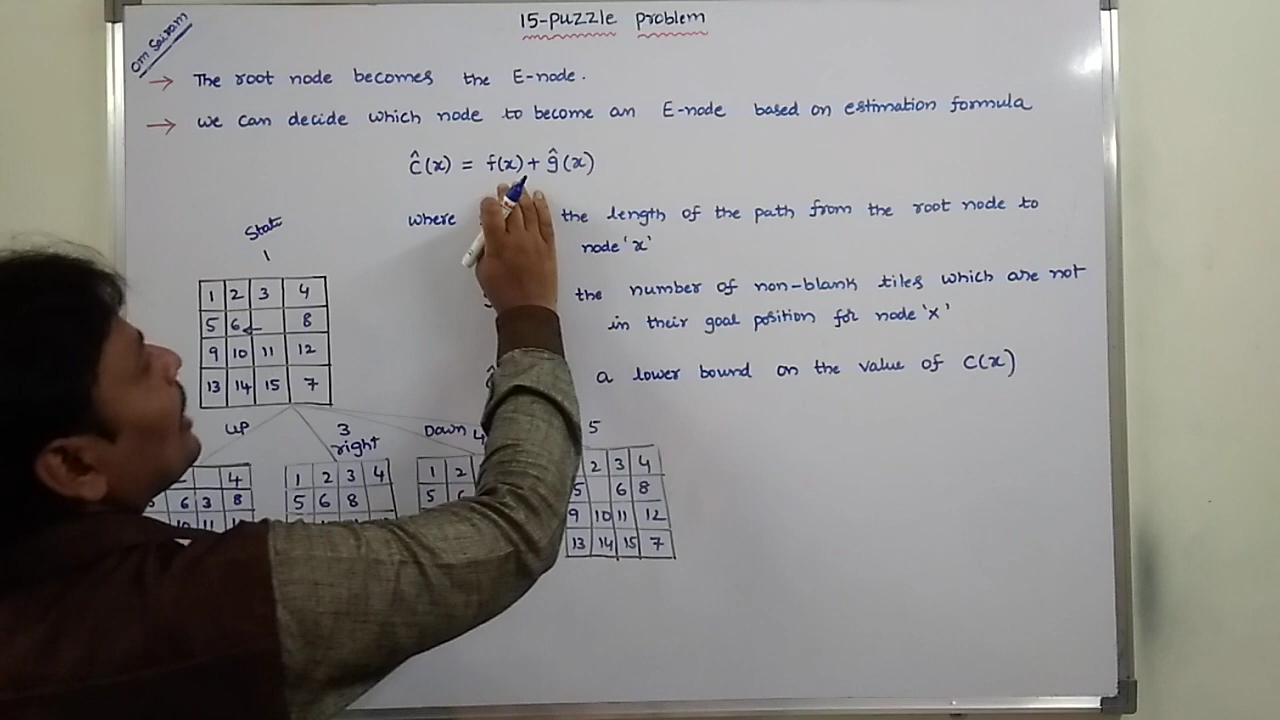 Om Sairam
15-puzzle problem
→ The root node becomes the E-node.
→ we can decide which node to become an E-node based on estimation formula
ĉ(x) = f(x) + ĝ(x)
where the length of the path from the root node to
node 'x'
the number of non-blank tiles which are not
in their goal position for node 'x'
a lower bound on the value of C(x)
State
1
1 2 3 4
5 6 8
9 10 11 12
13 14 15 7
up
4
6 3 8
10 11
3
right
1 2 3 4
5 6 8
Down 4
1 2
5 6
5
2 3 4
5 6 8
9 10 11 12
13 14 15 7